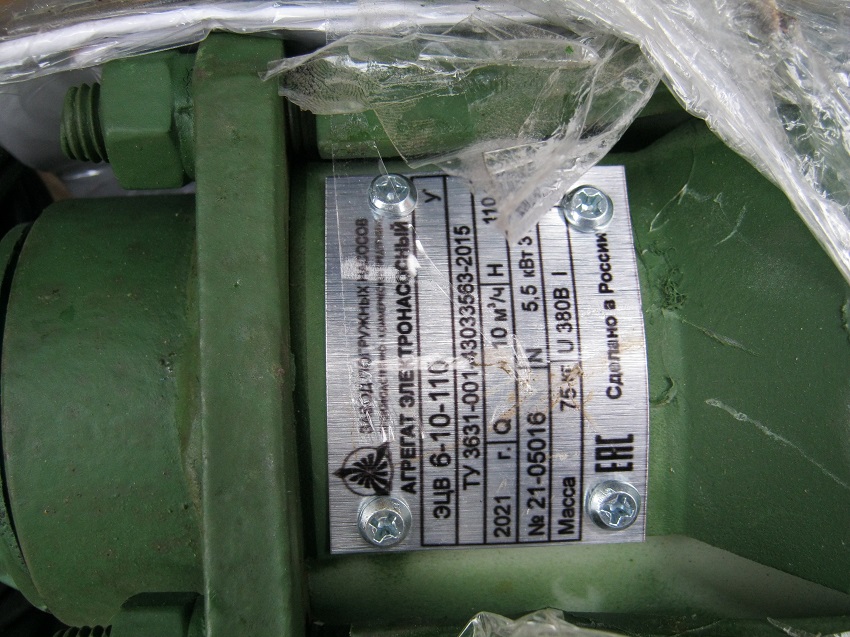 ЗАВОД ПОГРУЖНЫХ НАСОСОВ
АГРЕГАТ ЭЛЕКТРОНАСОСНЫЙ
ЭЦВ 6-10-110 У
ТУ 3631-001-43033563-2015
2021 г. Q 10 м³/ч H 110
№ 21-05016 N 5,5 кВт 3
Масса 75 кг U 380В I
ЕАС Сделано в России